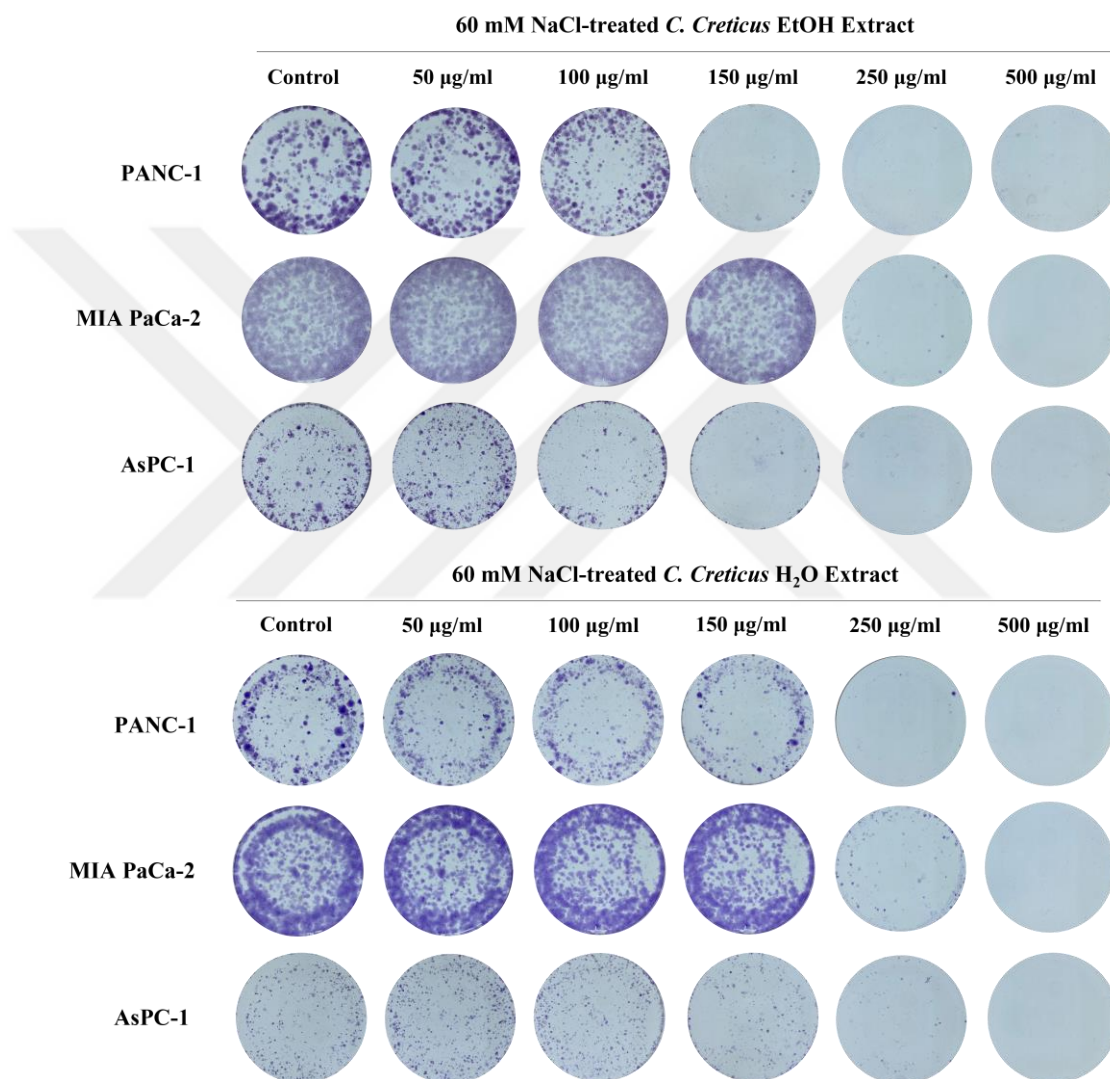 60 mM NaCl-treated C. Creticus EtOH Extract
Control 50 µg/ml 100 µg/ml 150 µg/ml 250 µg/ml 500 µg/ml
PANC-1
MIA PaCa-2
AsPC-1
60 mM NaCl-treated C. Creticus H₂O Extract
Control 50 µg/ml 100 µg/ml 150 µg/ml 250 µg/ml 500 µg/ml
PANC-1
MIA PaCa-2
AsPC-1